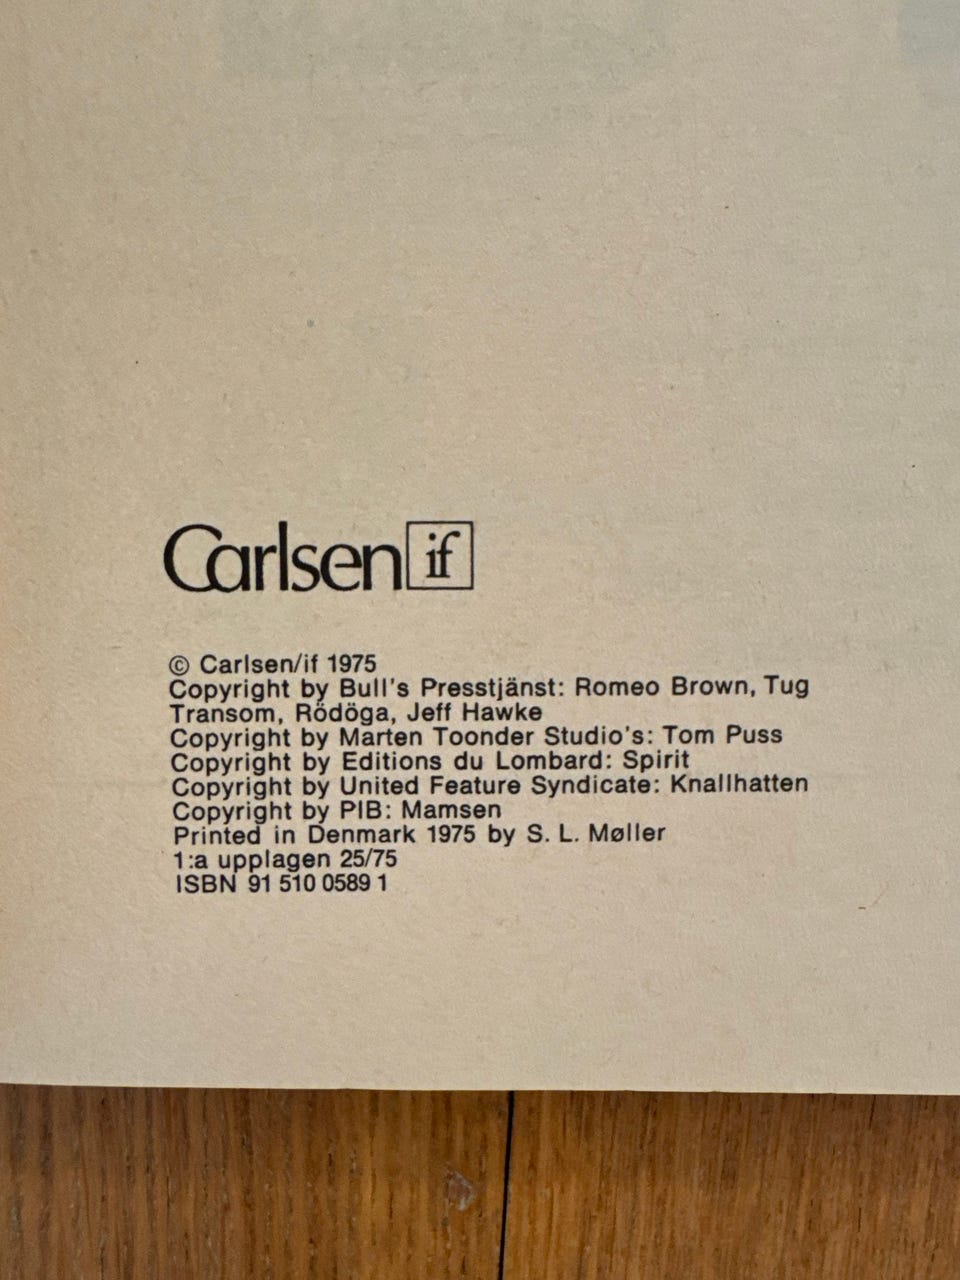 Carlsen if
© Carlsen/if 1975
Copyright by Bull's Presstjänst: Romeo Brown, Tug
Transom, Rödöga, Jeff Hawke
Copyright by Marten Toonder Studio's: Tom Puss
Copyright by Editions du Lombard: Spirit
Copyright by United Feature Syndicate: Knallhatten
Copyright by PIB: Mamsen
Printed in Denmark 1975 by S. L. Møller
1:a upplagen 25/75
ISBN 91 510 0589 1